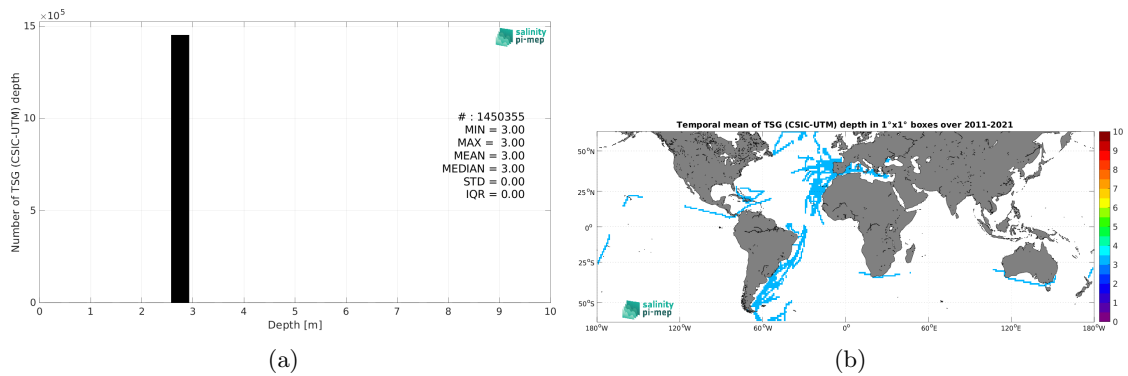 ×10⁵
15
10
5
0
Number of TSG (CSIC-UTM) depth
salinity
pi-mep
# : 1450355
MIN = 3.00
MAX = 3.00
MEAN = 3.00
MEDIAN = 3.00
STD = 0.00
IQR = 0.00
0 1 2 3 4 5 6 7 8 9 10
Depth [m]
(a)
Temporal mean of TSG (CSIC-UTM) depth in 1°x1° boxes over 2011-2021
50°N
25°N
0°
25°S
50°S
salinity
pi-mep
180°W 120°W 60°W 0° 60°E 120°E 180°W
10
9
8
7
6
5
4
3
2
1
0
(b)